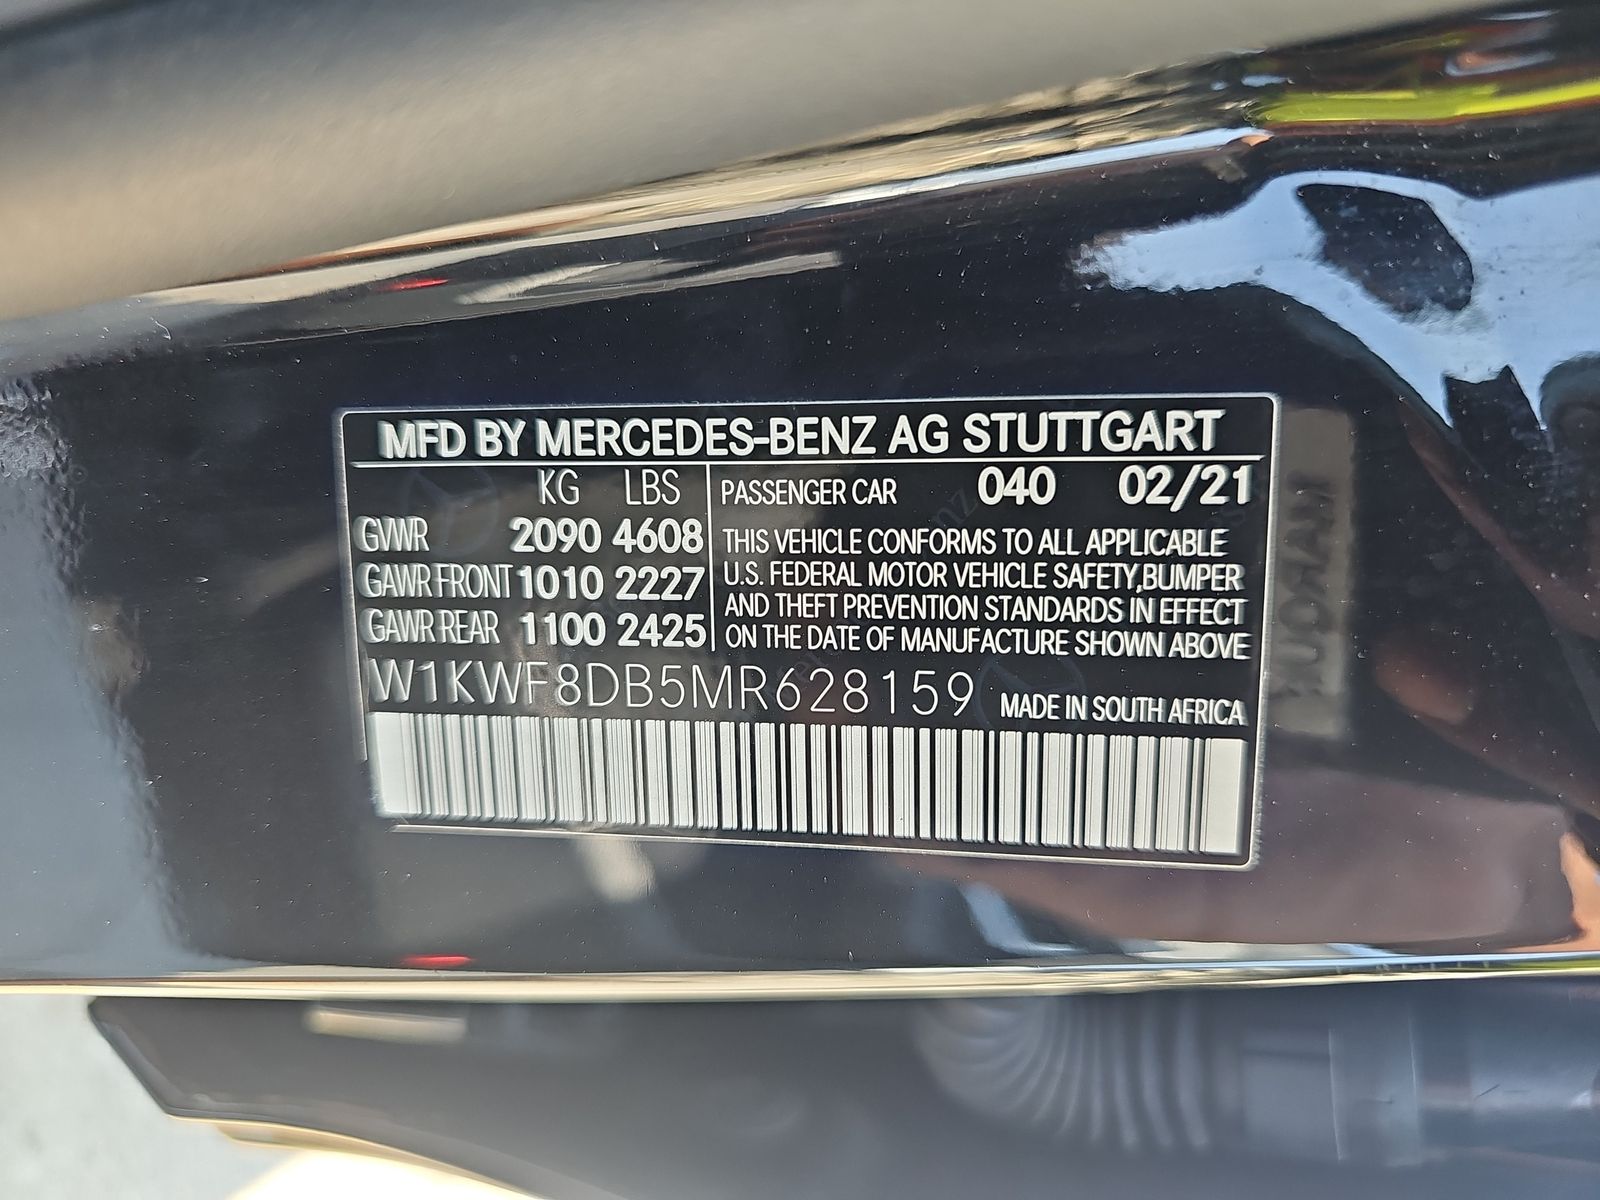 MFD BY MERCEDES-BENZ AG STUTTGART
KG LBS
GVWR 2090 4608
GAWR FRONT 1010 2227
GAWR REAR 1100 2425
PASSENGER CAR 040 02/21
THIS VEHICLE CONFORMS TO ALL APPLICABLE
U.S. FEDERAL MOTOR VEHICLE SAFETY,BUMPER
AND THEFT PREVENTION STANDARDS IN EFFECT
ON THE DATE OF MANUFACTURE SHOWN ABOVE
W1KWF8DB5MR628159
MADE IN SOUTH AFRICA